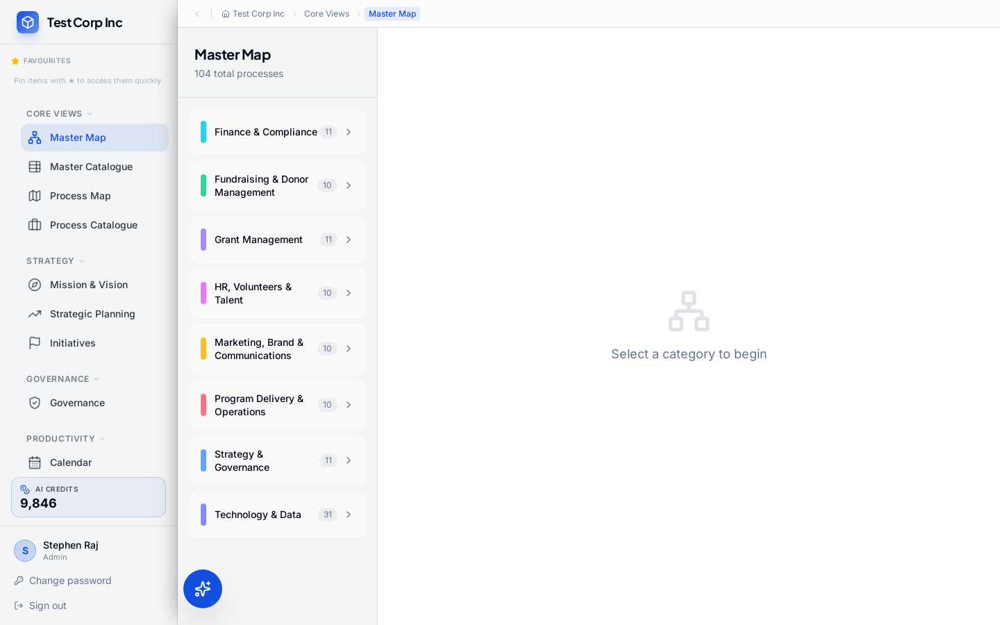 Test Corp Inc
FAVOURITES
Pin items with ★ to access them quickly
CORE VIEWS
Master Map
Master Catalogue
Process Map
Process Catalogue
STRATEGY
Mission & Vision
Strategic Planning
Initiatives
GOVERNANCE
Governance
PRODUCTIVITY
Calendar
AI CREDITS
9,846
S
Stephen Raj
Admin
Change password
Sign out
Test Corp Inc
Core Views
Master Map
Master Map
104 total processes
Finance & Compliance 11
Fundraising & Donor
Management
10
Grant Management 11
HR, Volunteers &
Talent
10
Marketing, Brand &
Communications
10
Program Delivery &
Operations
10
Strategy &
Governance
11
Technology & Data 31
Select a category to begin